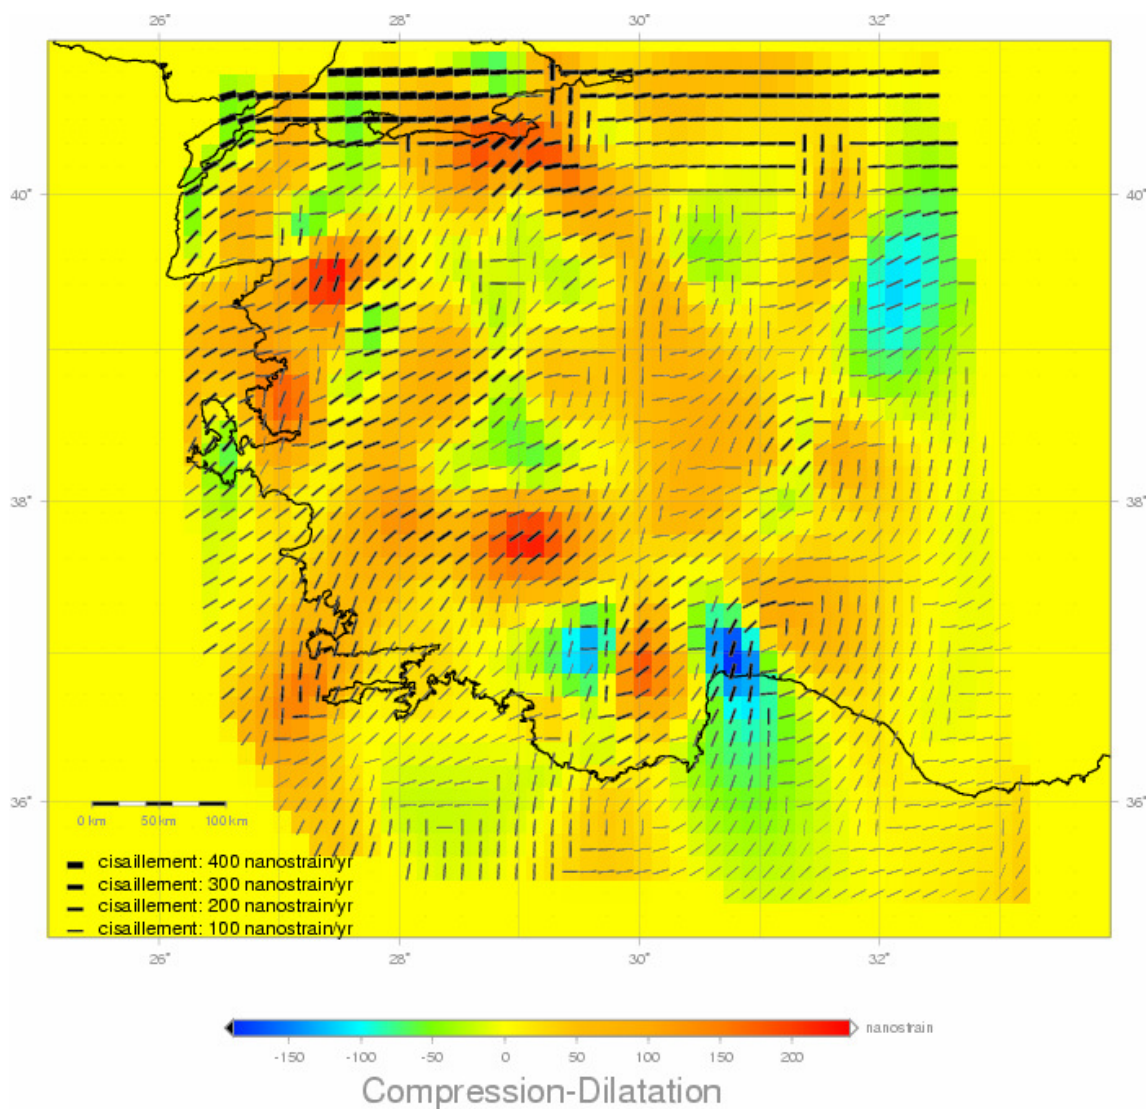 26° 28° 30° 32°
40° 40°
38° 38°
36° 36°
0 km 50 km 100 km
cisaillement: 400 nanostrain/yr
cisaillement: 300 nanostrain/yr
cisaillement: 200 nanostrain/yr
cisaillement: 100 nanostrain/yr
26° 28° 30° 32°
nanostrain
-150 -100 -50 0 50 100 150 200
Compression-Dilatation